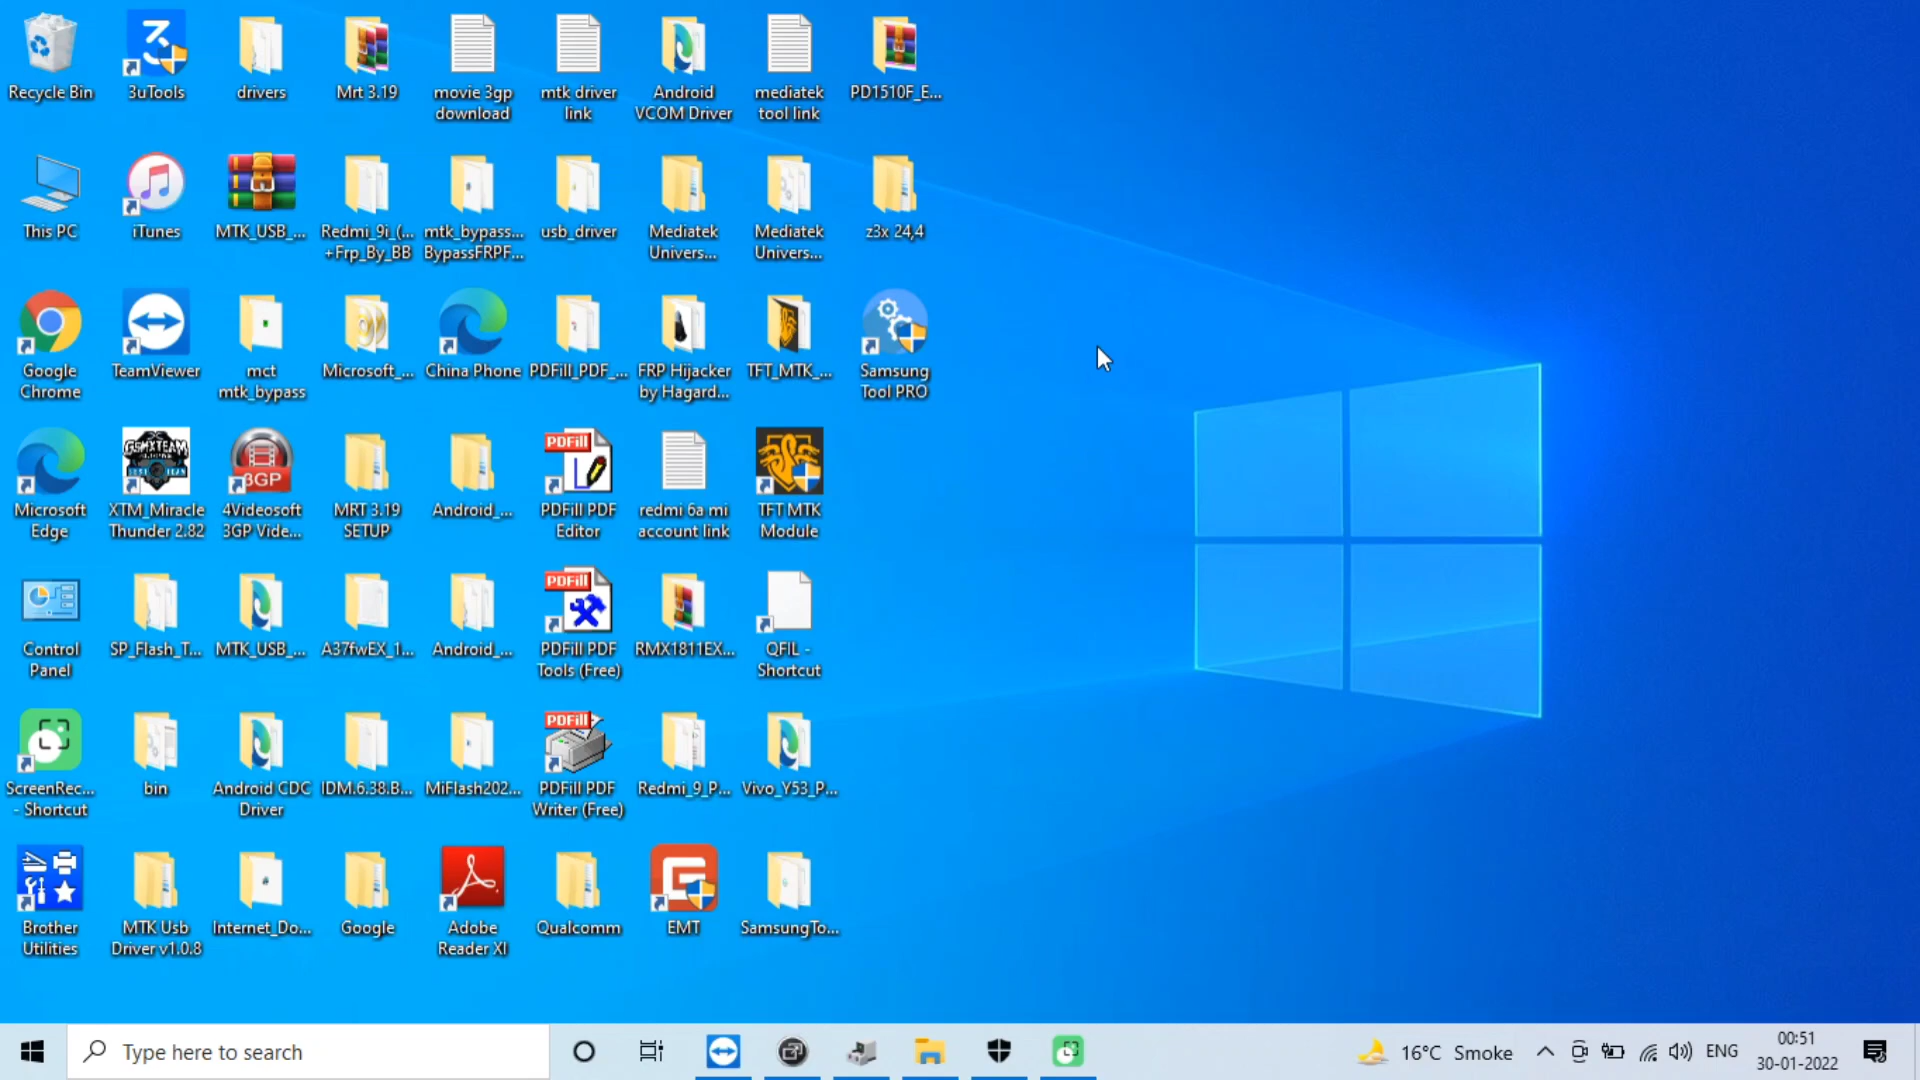 Recycle Bin
3uTools
drivers
Mrt 3.19
movie 3gp
download
mtk driver
link
Android
VCOM Driver
mediatek
tool link
PD1510F_E...
This PC
iTunes
MTK_USB_...
Redmi_9i_(...
+Frp_By_BB
mtk_bypass...
BypassFRPF...
usb_driver
Mediatek
Univers...
Mediatek
Univers...
z3x 24,4
Google
Chrome
TeamViewer
mct
mtk_bypass
Microsoft_...
China Phone
PDFill_PDF_...
FRP Hijacker
by Hagard...
TFT_MTK_...
Samsung
Tool PRO
Microsoft
Edge
GSMXTEAM
XTM_Miracle
Thunder 2.82
3GP
4Videosoft
3GP Vide...
MRT 3.19
SETUP
Android_...
PDFill
PDFill PDF
Editor
redmi 6a mi
account link
TFT MTK
Module
Control
Panel
SP_Flash_T...
MTK_USB_...
A37fwEX_1...
Android_...
PDFill
PDFill PDF
Tools (Free)
RMX1811EX...
QFIL -
Shortcut
ScreenRec...
- Shortcut
bin
Android CDC
Driver
IDM.6.38.B...
MiFlash202...
PDFill
PDFill PDF
Writer (Free)
Redmi_9_P...
Vivo_Y53_P...
Brother
Utilities
MTK Usb
Driver v1.0.8
Internet_Do...
Google
Adobe
Reader XI
Qualcomm
EMT
SamsungTo...
Type here to search
16°C Smoke
ENG
00:51
30-01-2022